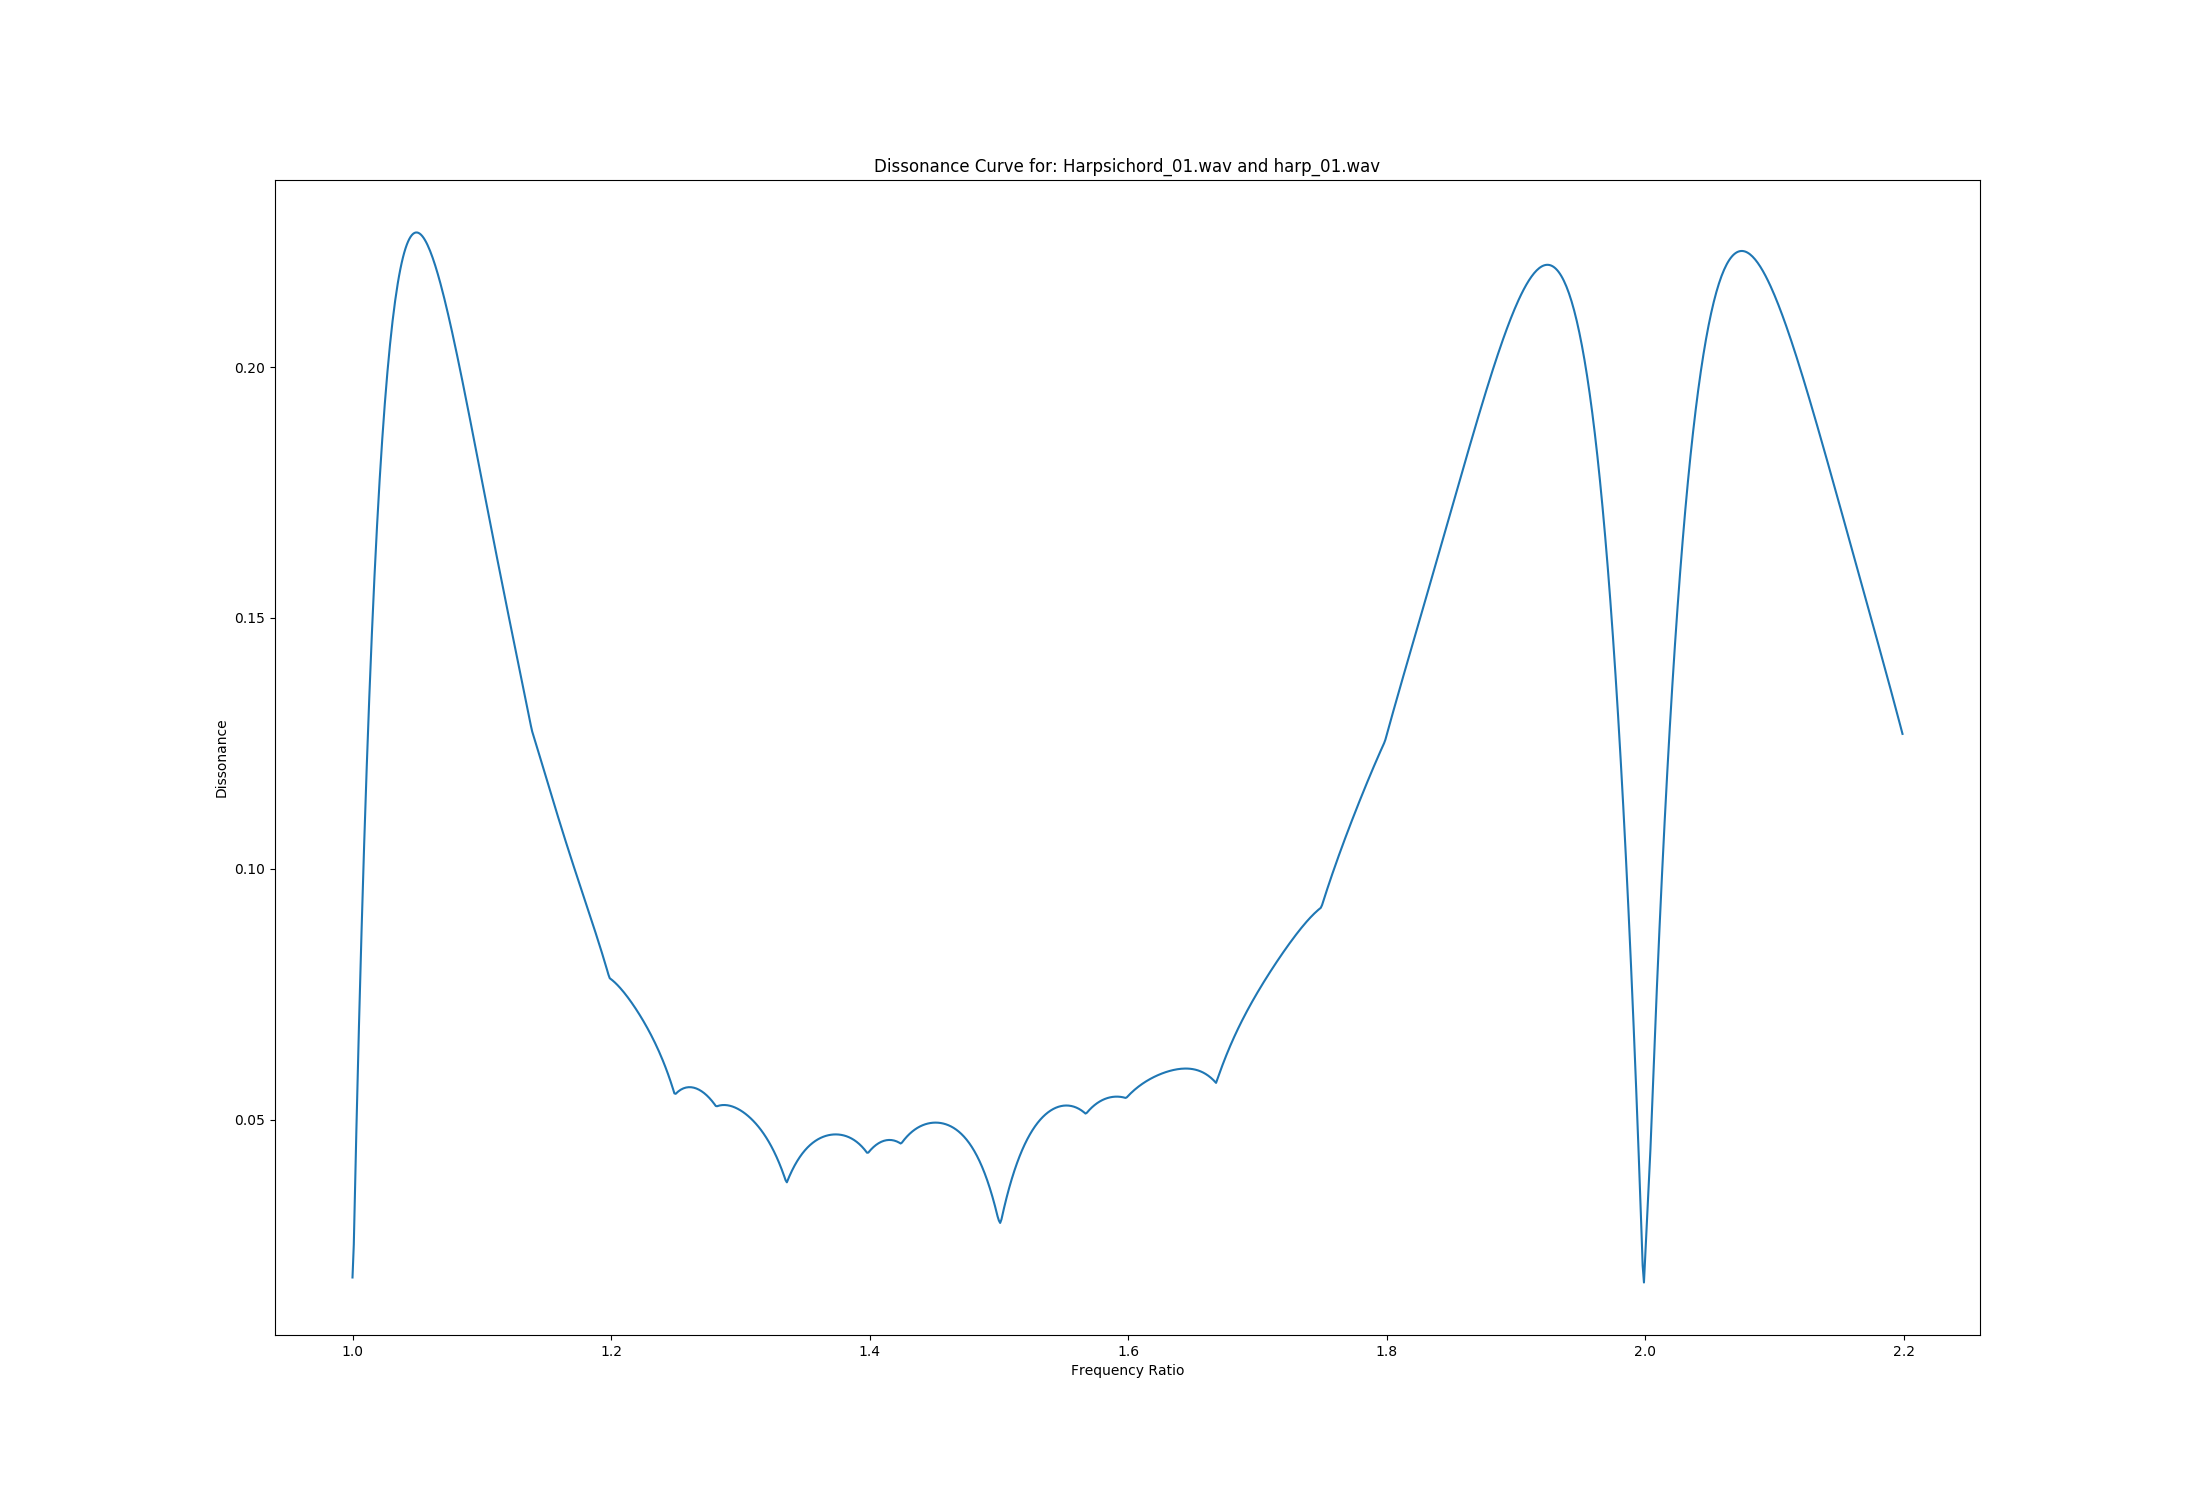 Dissonance Curve for: Harpsichord_01.wav and harp_01.wav
0.20
0.15
0.10
0.05
Dissonance
1.0 1.2 1.4 1.6 1.8 2.0 2.2
Frequency Ratio